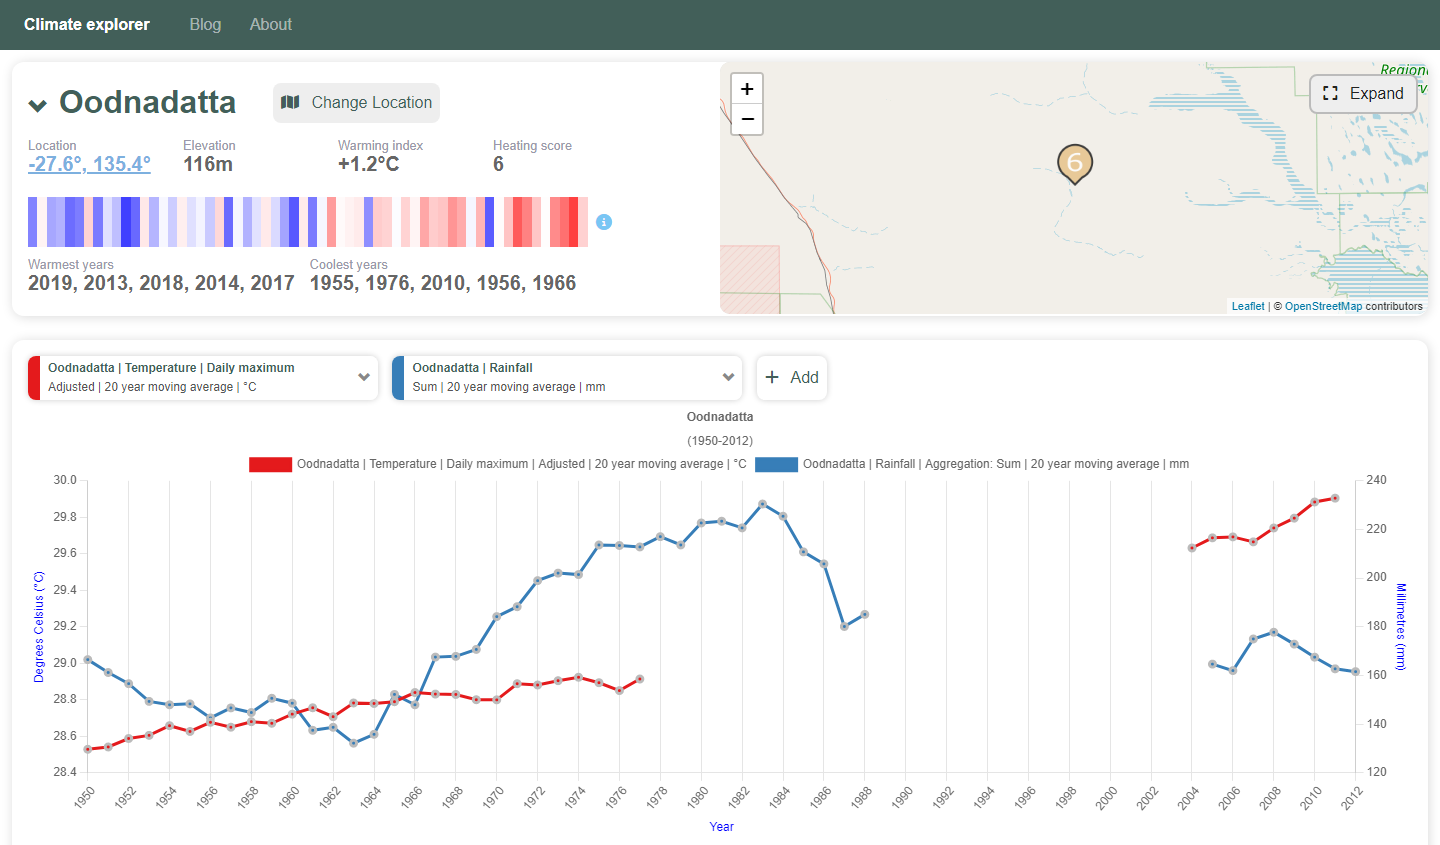 Climate explorer
Blog
About
Oodnadatta
Change Location
Location
-27.6°, 135.4°
Elevation
116m
Warming index
+1.2°C
Heating score
6
Warmest years
2019, 2013, 2018, 2014, 2017
Coolest years
1955, 1976, 2010, 1956, 1966
+
−
6
Region
Expand
Leaflet | © OpenStreetMap contributors
Oodnadatta | Temperature | Daily maximum
Adjusted | 20 year moving average | °C
Oodnadatta | Rainfall
Sum | 20 year moving average | mm
+ Add
Oodnadatta
(1950-2012)
Oodnadatta | Temperature | Daily maximum | Adjusted | 20 year moving average | °C
Oodnadatta | Rainfall | Aggregation: Sum | 20 year moving average | mm
Degrees Celsius (°C)
30.0
29.8
29.6
29.4
29.2
29.0
28.8
28.6
28.4
240
220
200
180
160
140
120
Millimetres (mm)
1950
1952
1954
1956
1958
1960
1962
1964
1966
1968
1970
1972
1974
1976
1978
1980
1982
1984
1986
1988
1990
1992
1994
1996
1998
2000
2002
2004
2006
2008
2010
2012
Year